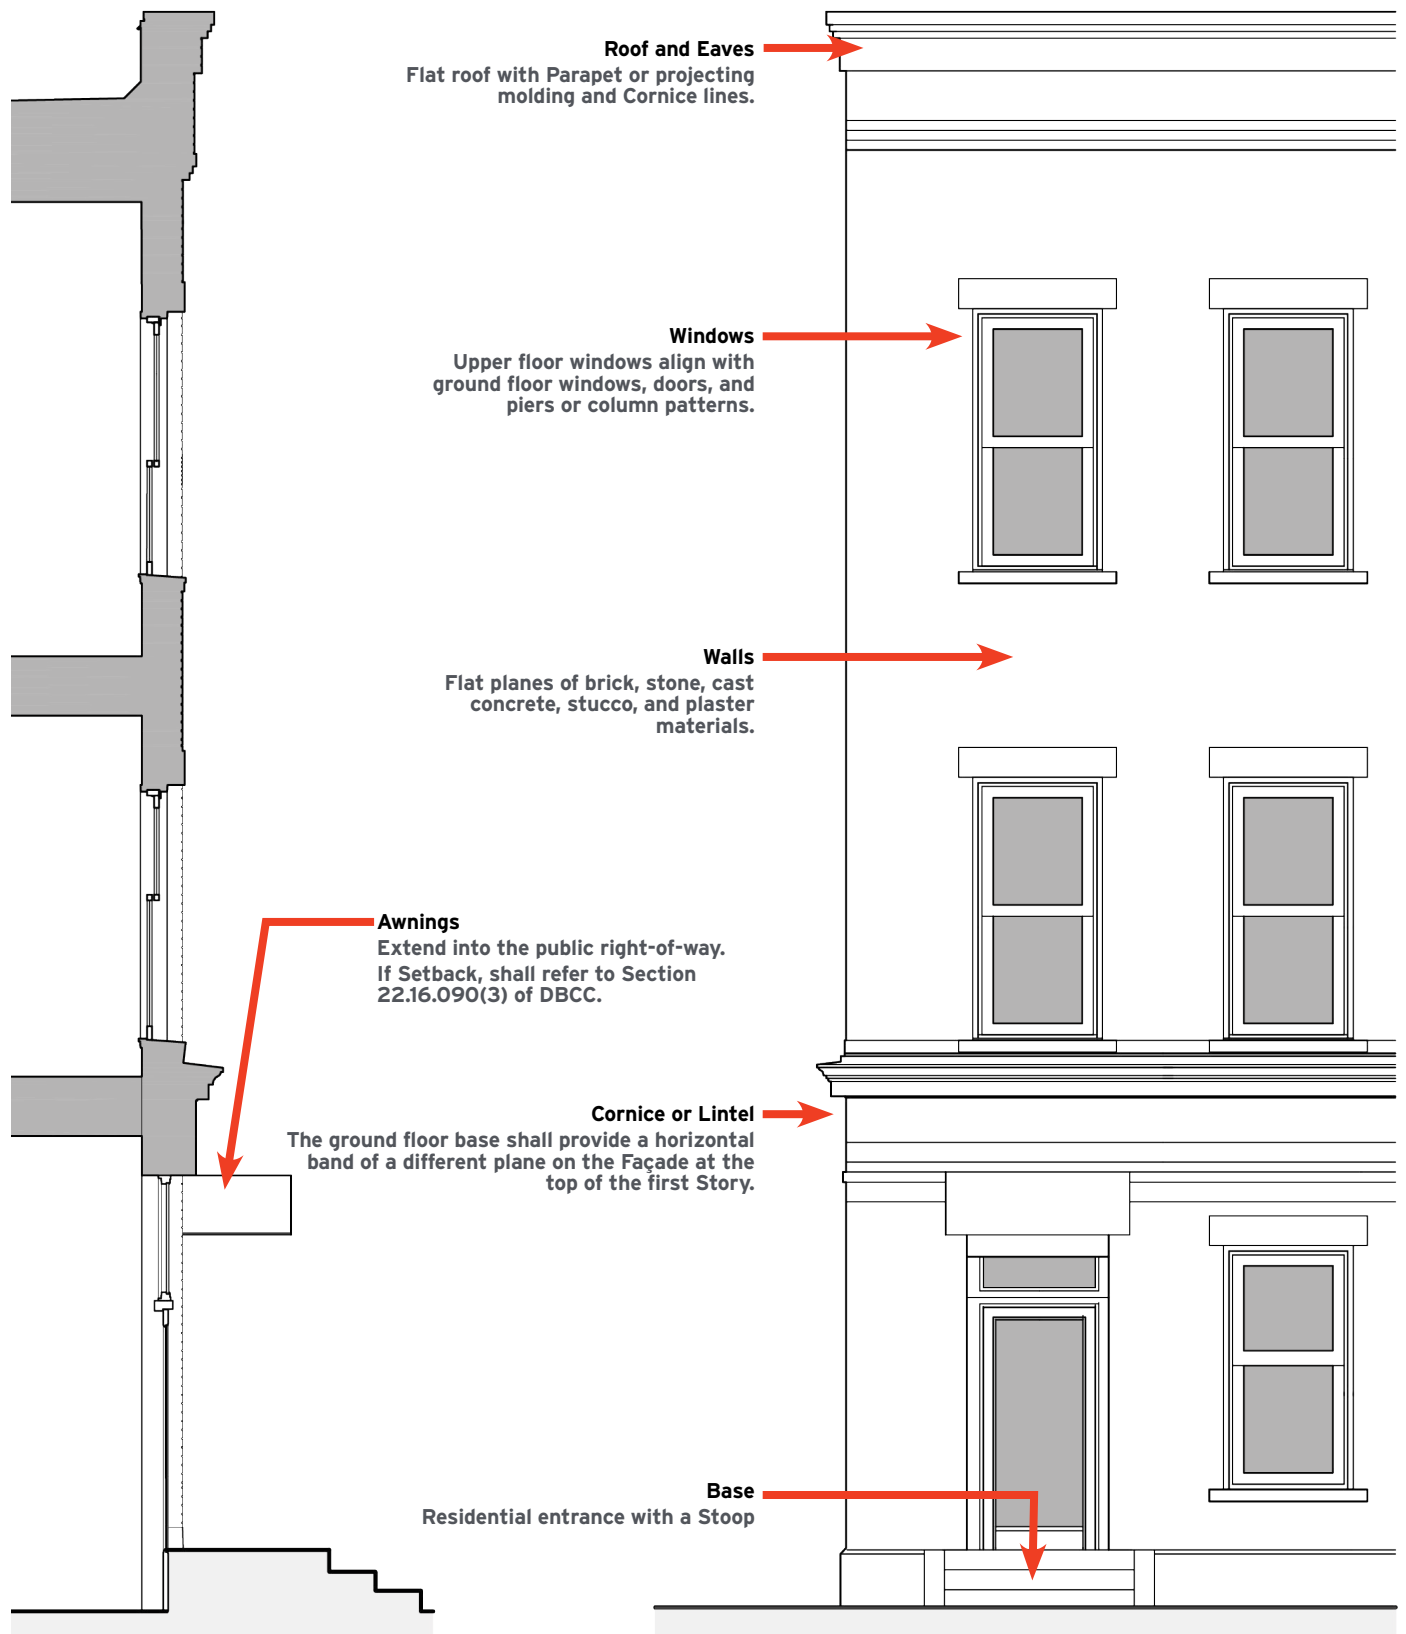 Roof and Eaves
Flat roof with Parapet or projecting
molding and Cornice lines.
Windows
Upper floor windows align with
ground floor windows, doors, and
piers or column patterns.
Walls
Flat planes of brick, stone, cast
concrete, stucco, and plaster
materials.
Awnings
Extend into the public right-of-way.
If Setback, shall refer to Section
22.16.090(3) of DBCC.
Cornice or Lintel
The ground floor base shall provide a horizontal
band of a different plane on the Façade at the
top of the first Story.
Base
Residential entrance with a Stoop